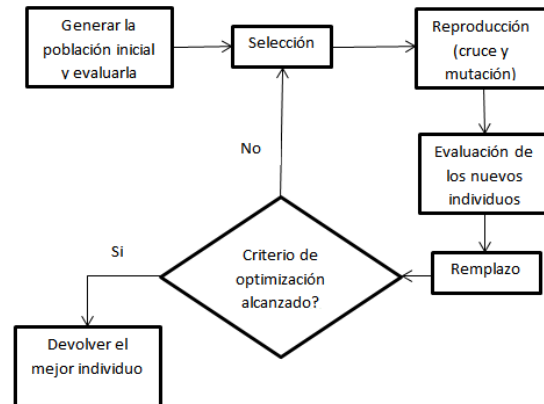 Generar la
población inicial
y evaluarla
Selección
Reproducción
(cruce y
mutación)
Evaluación de
los nuevos
individuos
Remplazo
Criterio de
optimización
alcanzado?
No
Si
Devolver el
mejor individuo